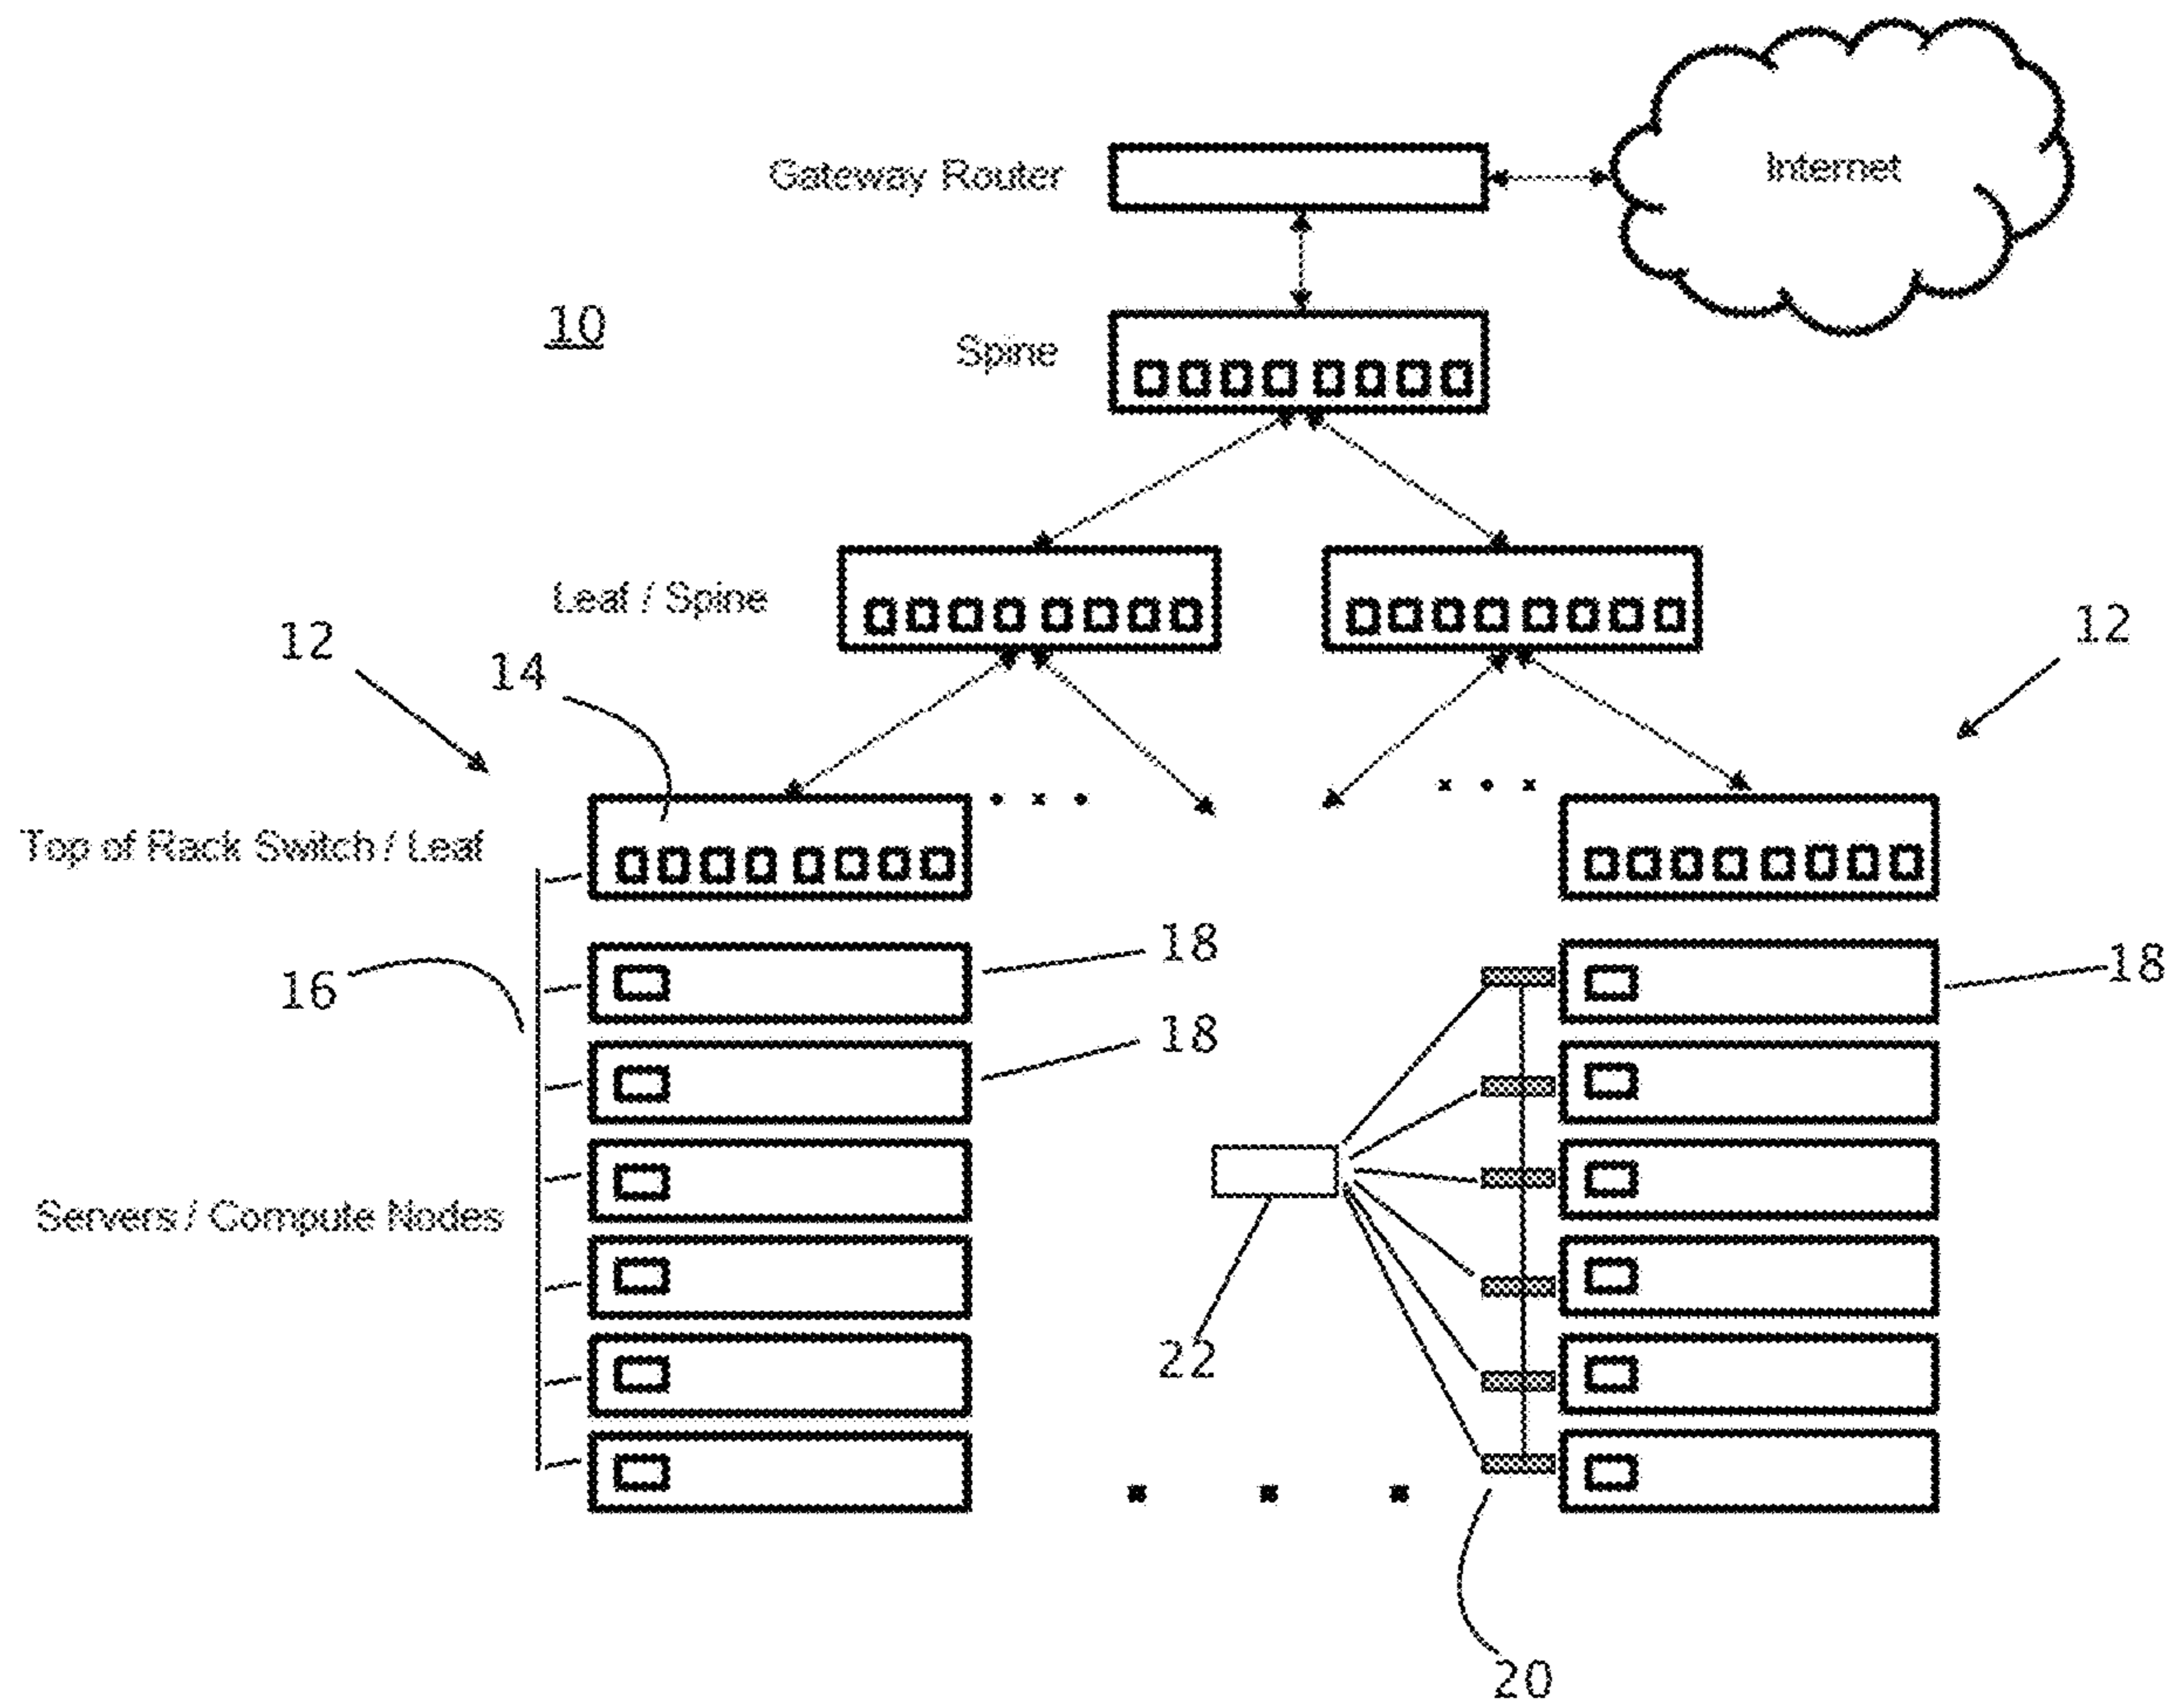 Internet
Gateway Router
10
Spine
Leaf / Spine
12
12
14
Top of Rack Switch / Leaf
18
18
16
18
Servers / Compute Nodes
22
20